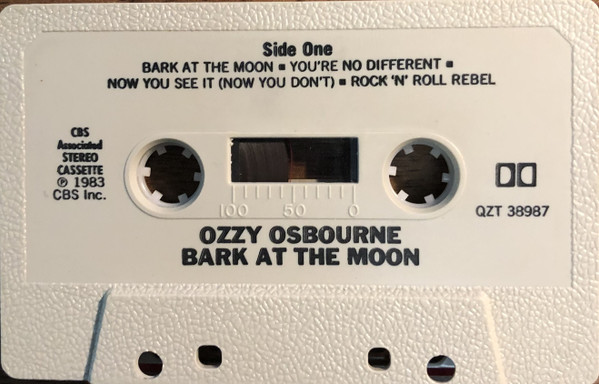 Side One
BARK AT THE MOON ▪ YOU'RE NO DIFFERENT ▪
NOW YOU SEE IT (NOW YOU DON'T) ▪ ROCK 'N' ROLL REBEL
CBS
Associated
STEREO
CASSETTE
℗ 1983
CBS Inc.
100 50 0
QZT 38987
OZZY OSBOURNE
BARK AT THE MOON